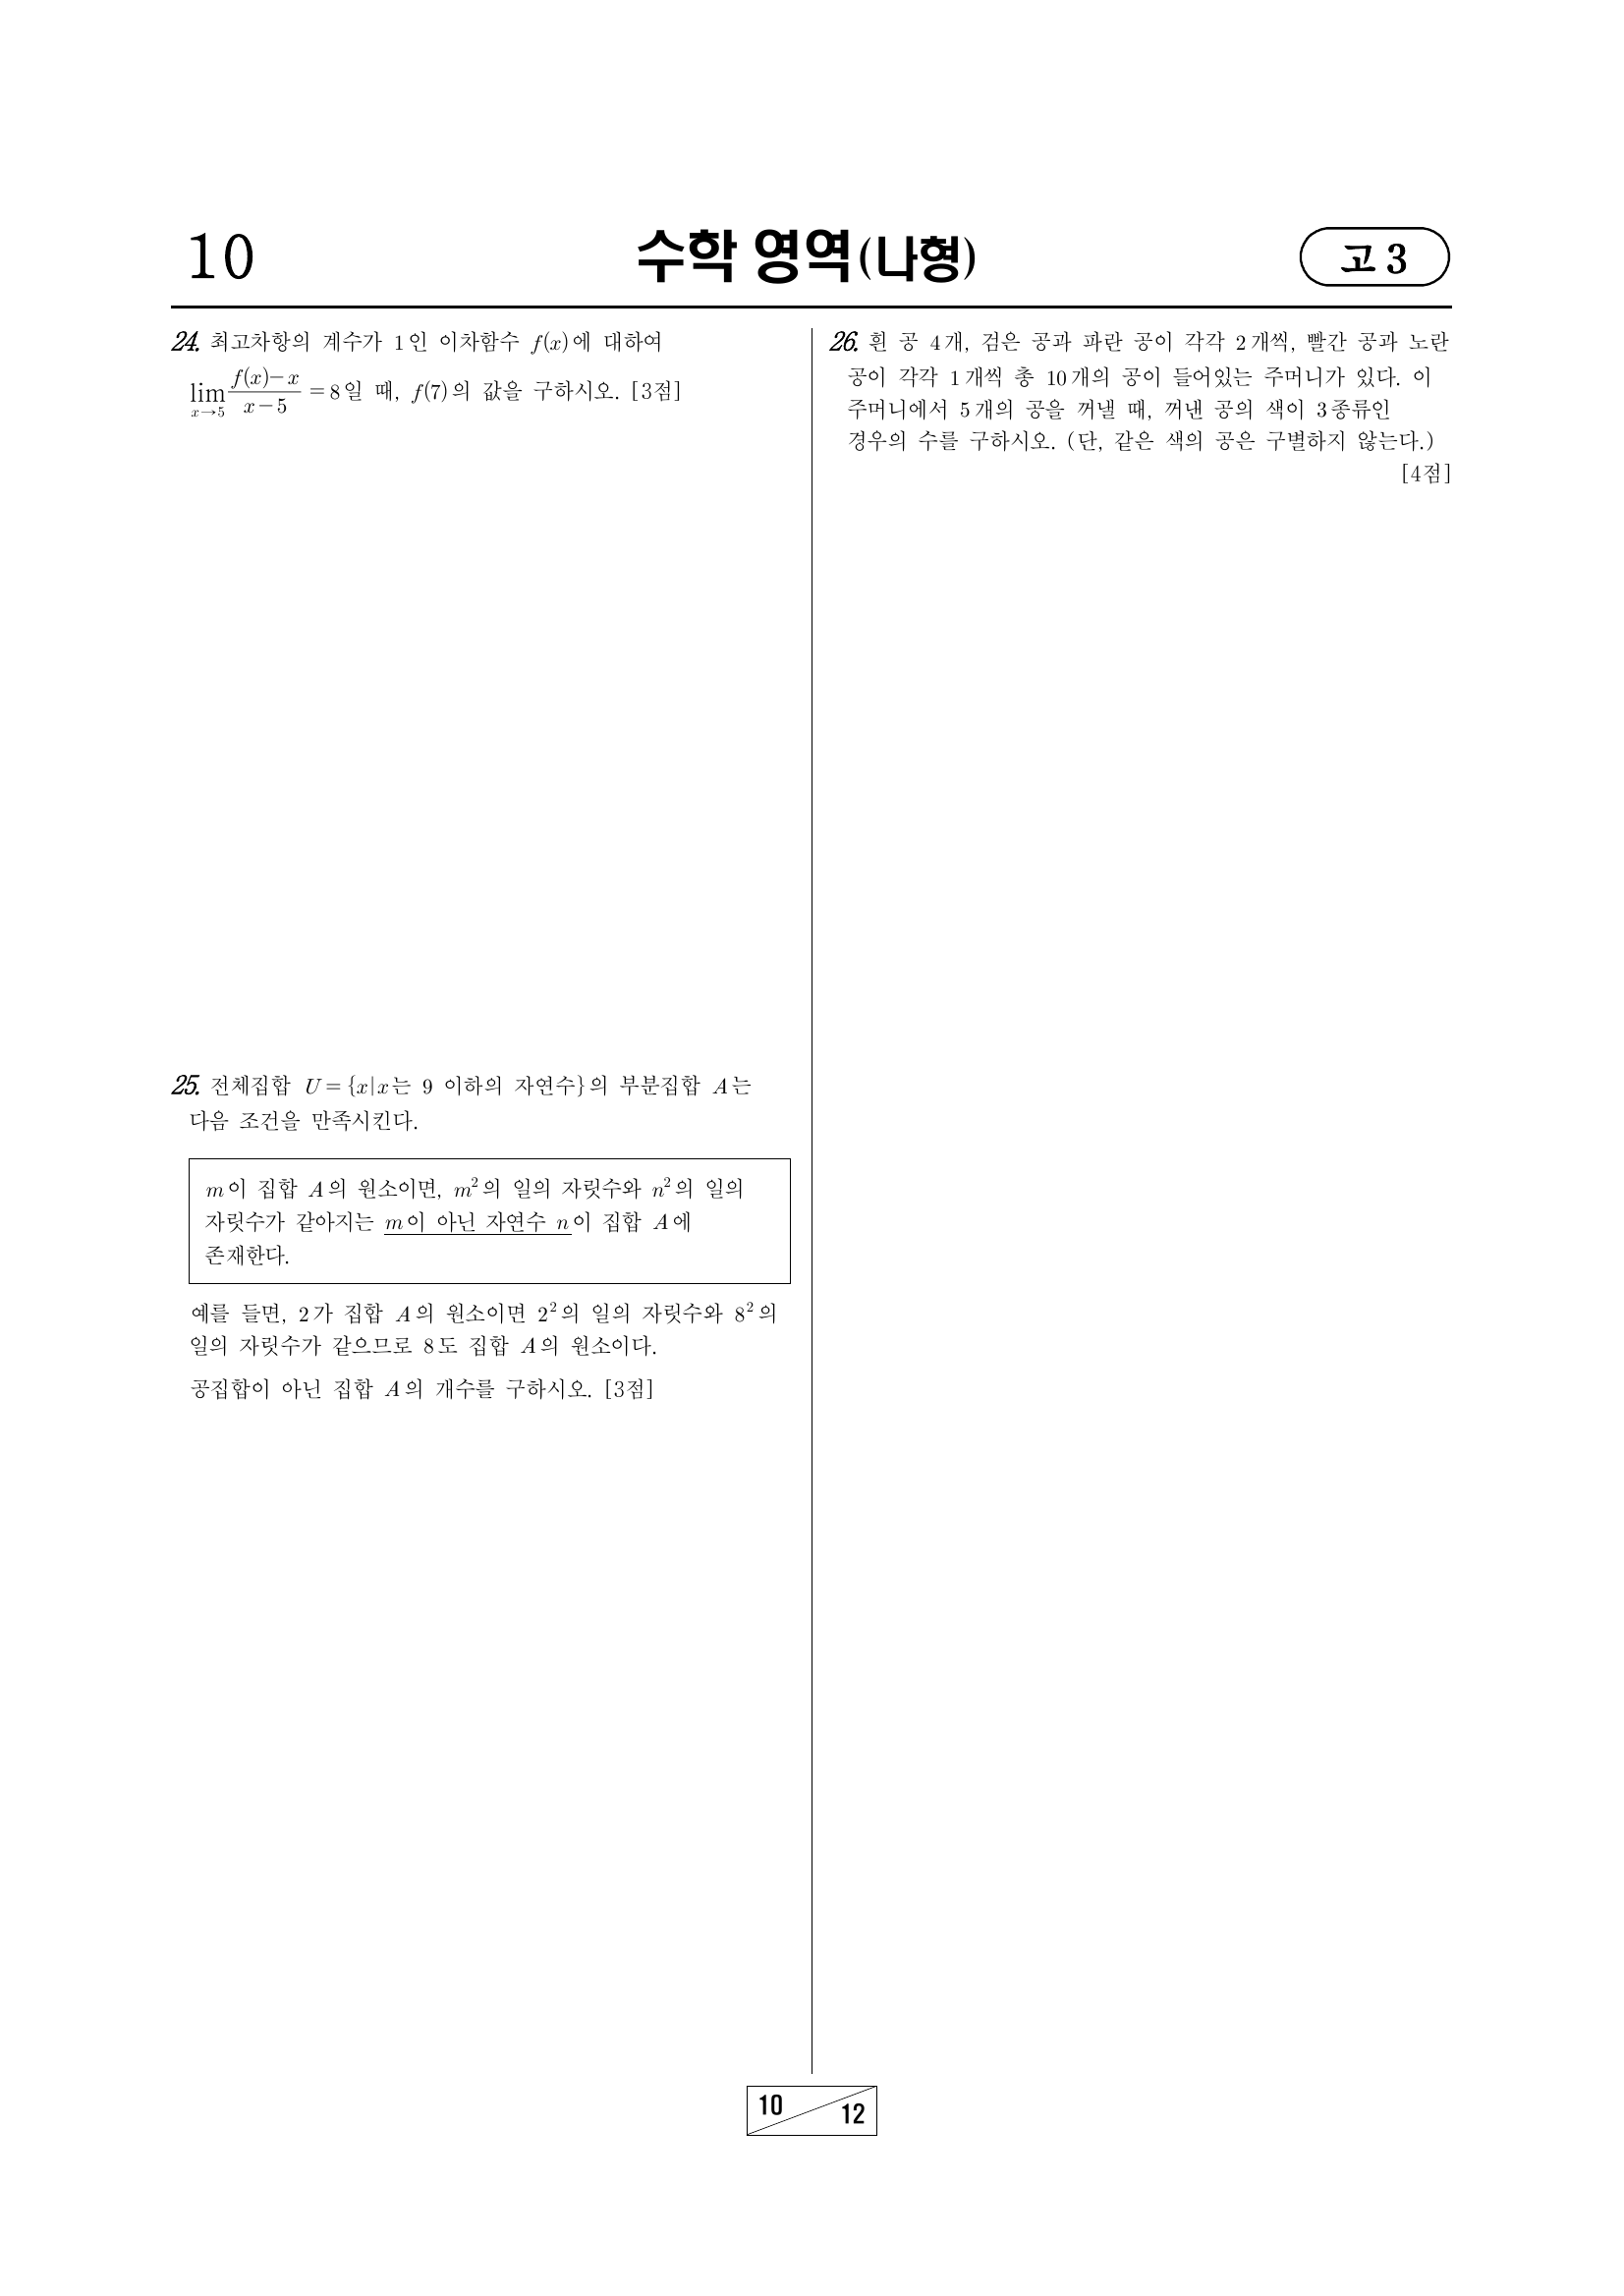 10
수학 영역(나형)
고 3
24. 최고차항의 계수가 1인 이차함수 f(x)에 대하여
lim x→5 (f(x)−x)/(x−5) = 8일 때, f(7)의 값을 구하시오. [3점]
25. 전체집합 U={x|x는 9 이하의 자연수}의 부분집합 A는
다음 조건을 만족시킨다.
m이 집합 A의 원소이면, m²의 일의 자릿수와 n²의 일의
자릿수가 같아지는 m이 아닌 자연수 n이 집합 A에
존재한다.
예를 들면, 2가 집합 A의 원소이면 2²의 일의 자릿수와 8²의
일의 자릿수가 같으므로 8도 집합 A의 원소이다.
공집합이 아닌 집합 A의 개수를 구하시오. [3점]
26. 흰 공 4개, 검은 공과 파란 공이 각각 2개씩, 빨간 공과 노란
공이 각각 1개씩 총 10개의 공이 들어있는 주머니가 있다. 이
주머니에서 5개의 공을 꺼낼 때, 꺼낸 공의 색이 3종류인
경우의 수를 구하시오. (단, 같은 색의 공은 구별하지 않는다.)
[4점]
10
12